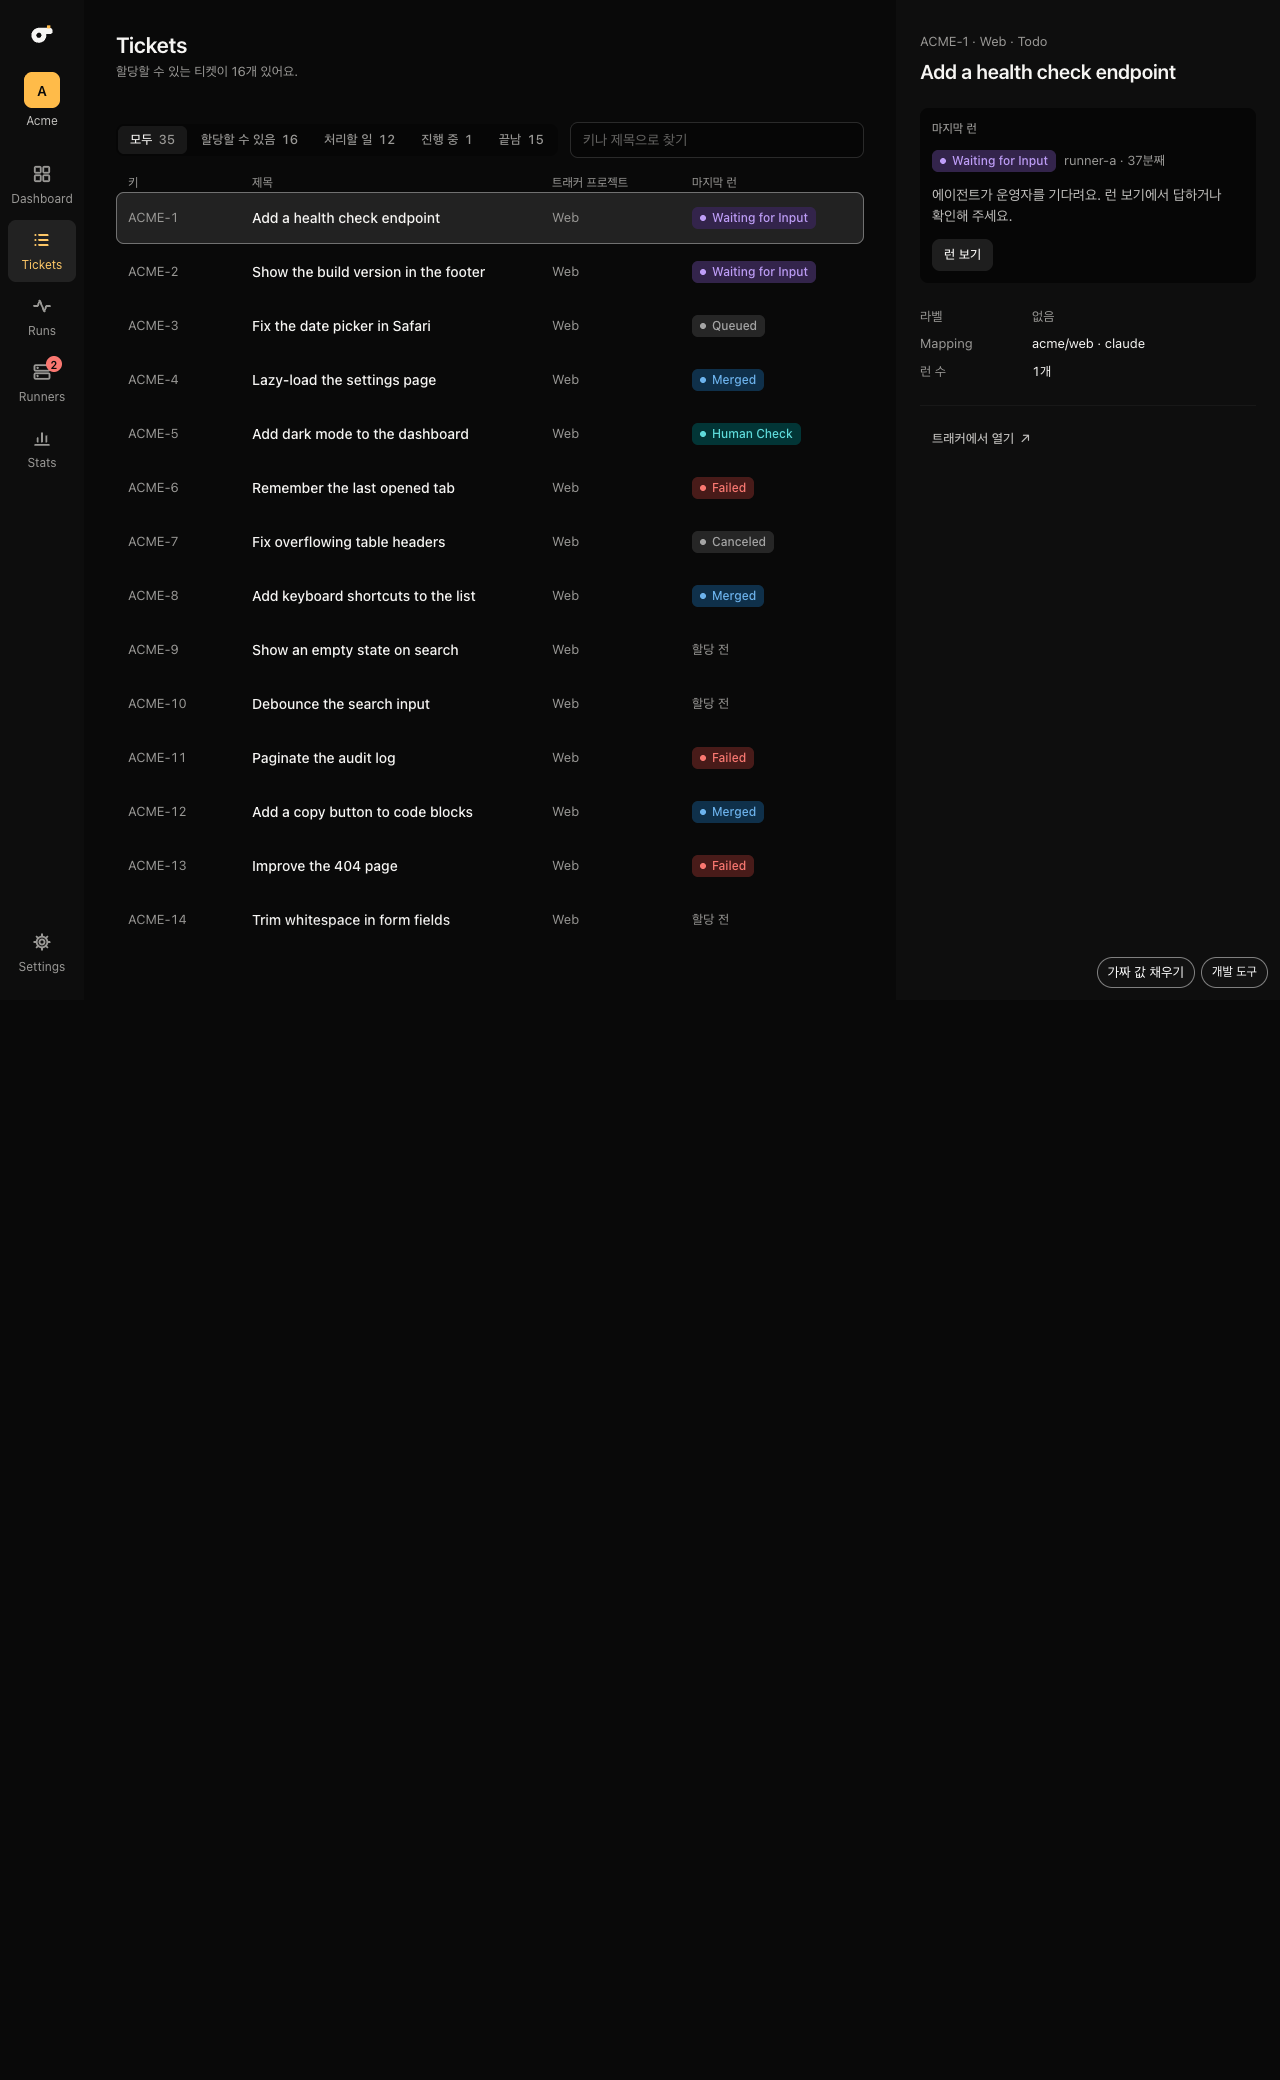 A
Acme
Dashboard
Tickets
Runs
2
Runners
Stats
Settings
Tickets
할당할 수 있는 티켓이 16개 있어요.
모두 35 할당할 수 있음 16 처리할 일 12 진행 중 1 끝남 15 키나 제목으로 찾기
키 제목 트래커 프로젝트 마지막 런
ACME-1 Add a health check endpoint Web Waiting for Input
ACME-2 Show the build version in the footer Web Waiting for Input
ACME-3 Fix the date picker in Safari Web Queued
ACME-4 Lazy-load the settings page Web Merged
ACME-5 Add dark mode to the dashboard Web Human Check
ACME-6 Remember the last opened tab Web Failed
ACME-7 Fix overflowing table headers Web Canceled
ACME-8 Add keyboard shortcuts to the list Web Merged
ACME-9 Show an empty state on search Web 할당 전
ACME-10 Debounce the search input Web 할당 전
ACME-11 Paginate the audit log Web Failed
ACME-12 Add a copy button to code blocks Web Merged
ACME-13 Improve the 404 page Web Failed
ACME-14 Trim whitespace in form fields Web 할당 전
ACME-1 · Web · Todo
Add a health check endpoint
마지막 런
Waiting for Input runner-a · 37분째
에이전트가 운영자를 기다려요. 런 보기에서 답하거나
확인해 주세요.
런 보기
라벨 없음
Mapping acme/web · claude
런 수 1개
트래커에서 열기 ↗
가짜 값 채우기 개발 도구